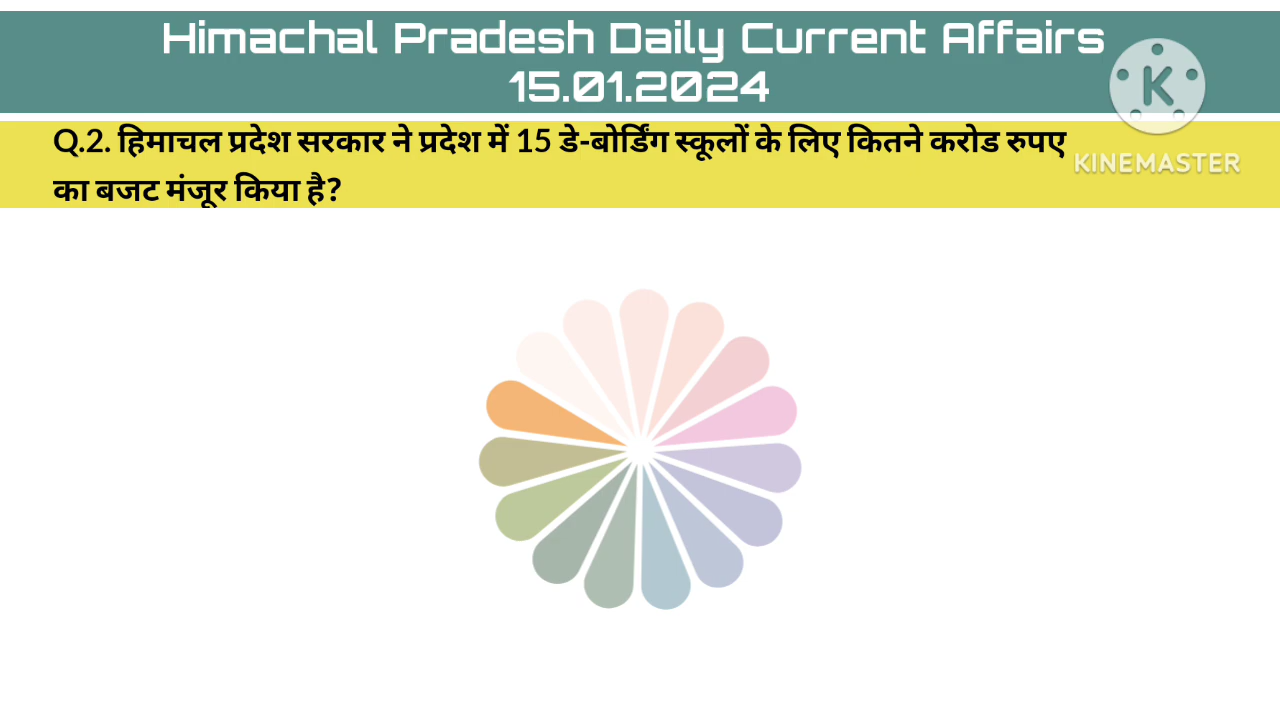 Himachal Pradesh Daily Current Affairs
15.01.2024
Q.2. हिमाचल प्रदेश सरकार ने प्रदेश में 15 डे-बोर्डिंग स्कूलों के लिए कितने करोड रुपए
का बजट मंजूर किया है?
K
KINEMASTER